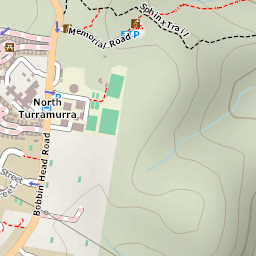 Memorial Road
Sphinx Trail
P
North
Turramurra
P
Bobbin Head Road
Street